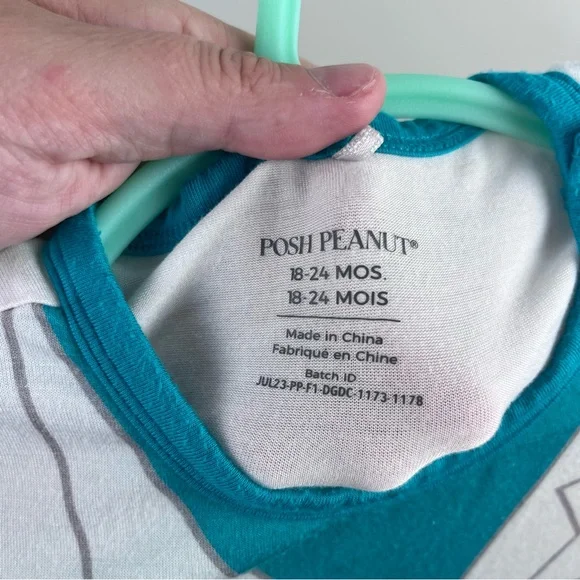 POSH PEANUT®
18-24 MOS.
18-24 MOIS
Made in China
Fabriqué en Chine
Batch ID
JUL23-PP-F1-DGDC-1173-1178